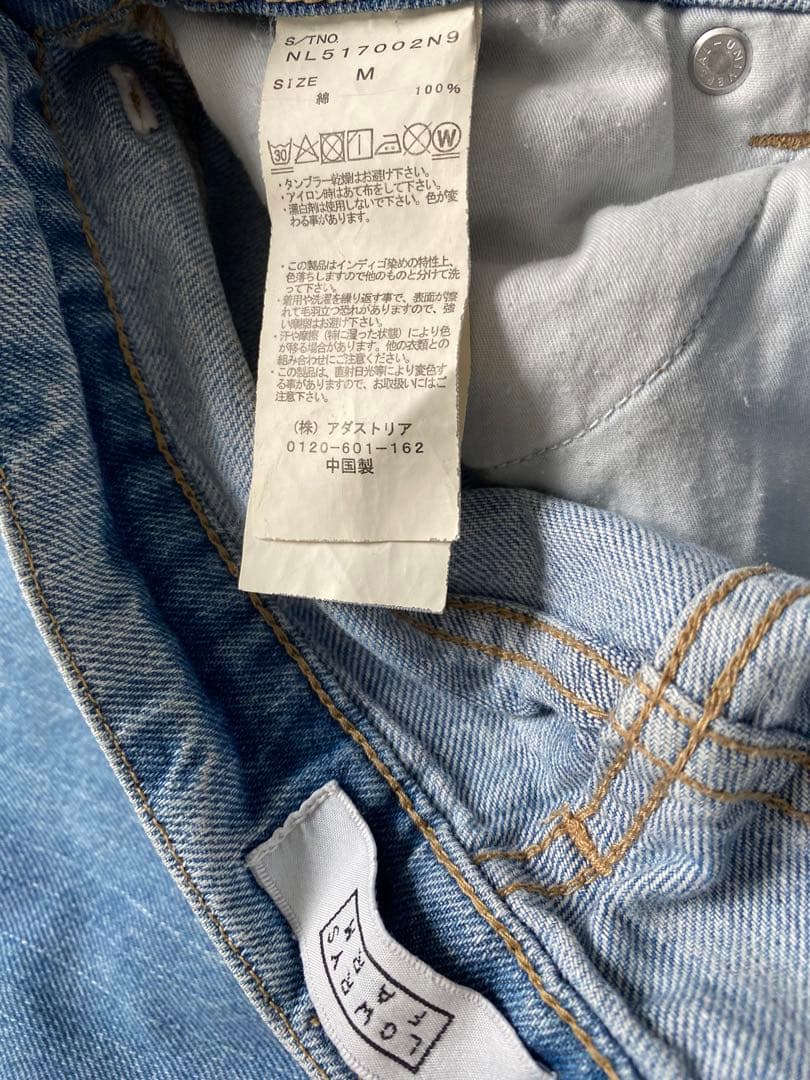 S/TNO.
NL517002N9
SIZE M
綿 100%
30 W
・タンブラー乾燥はお避け下さい。
・アイロン時はあて布をして下さい。
・漂白剤は使用しないで下さい。色が変
わる事があります。
・この製品はインディゴ染めの特性上、
色落ちしますので他のものと分けて洗
って下さい。
・着用や洗濯を繰り返す事で、表面が擦
れて毛羽立つ恐れがありますので、強
い摩擦はお避け下さい。
・汗や摩擦（特に湿った状態）により色
が移る場合があります。他の衣類との
組み合わせにご注意ください。
・この製品は、直射日光等により変色す
る事がありますので、お取扱いにはご
注意下さい。
（株）アダストリア
0120-601-162
中国製
LOWRYS
FARM